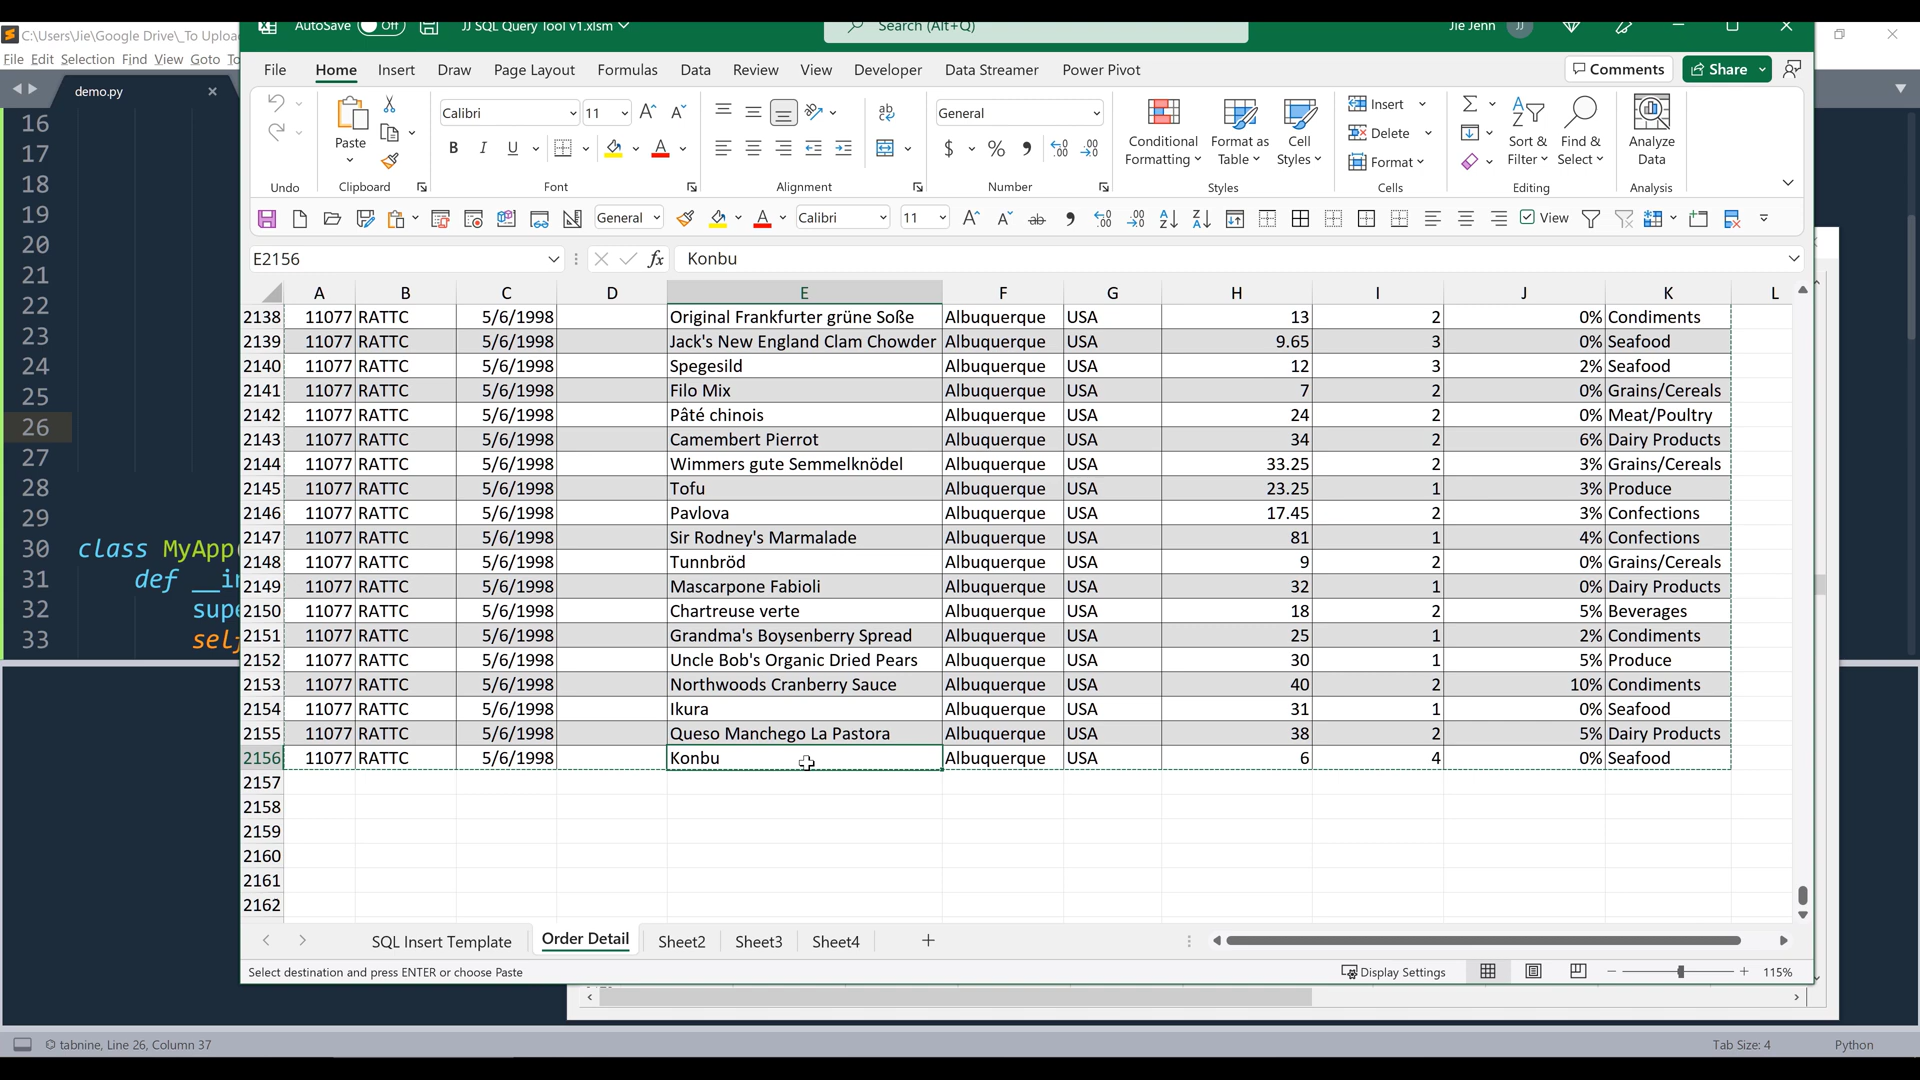 C:\Users\Jie\Google Drive\_To Uploa
AutoSave Off JJ SQL Query Tool v1.xlsm Search (Alt+Q) Jie Jenn JJ
File Edit Selection Find View Goto To
demo.py
File Home Insert Draw Page Layout Formulas Data Review View Developer Data Streamer Power Pivot Comments Share
Calibri 11 General
Insert
Delete
Format
Paste
Conditional Formatting
Format as Table
Cell Styles
Sort & Filter
Find & Select
Analyze Data
Undo Clipboard Font Alignment Number Styles Cells Editing Analysis
General Calibri 11 View
E2156 fx Konbu
A B C D E F G H I J K L
2138 11077 RATTC 5/6/1998 Original Frankfurter grüne Soße Albuquerque USA 13 2 0% Condiments
2139 11077 RATTC 5/6/1998 Jack's New England Clam Chowder Albuquerque USA 9.65 3 0% Seafood
2140 11077 RATTC 5/6/1998 Spegesild Albuquerque USA 12 3 2% Seafood
2141 11077 RATTC 5/6/1998 Filo Mix Albuquerque USA 7 2 0% Grains/Cereals
2142 11077 RATTC 5/6/1998 Pâté chinois Albuquerque USA 24 2 0% Meat/Poultry
2143 11077 RATTC 5/6/1998 Camembert Pierrot Albuquerque USA 34 2 6% Dairy Products
2144 11077 RATTC 5/6/1998 Wimmers gute Semmelknödel Albuquerque USA 33.25 2 3% Grains/Cereals
2145 11077 RATTC 5/6/1998 Tofu Albuquerque USA 23.25 1 3% Produce
2146 11077 RATTC 5/6/1998 Pavlova Albuquerque USA 17.45 2 3% Confections
2147 11077 RATTC 5/6/1998 Sir Rodney's Marmalade Albuquerque USA 81 1 4% Confections
2148 11077 RATTC 5/6/1998 Tunnbröd Albuquerque USA 9 2 0% Grains/Cereals
2149 11077 RATTC 5/6/1998 Mascarpone Fabioli Albuquerque USA 32 1 0% Dairy Products
2150 11077 RATTC 5/6/1998 Chartreuse verte Albuquerque USA 18 2 5% Beverages
2151 11077 RATTC 5/6/1998 Grandma's Boysenberry Spread Albuquerque USA 25 1 2% Condiments
2152 11077 RATTC 5/6/1998 Uncle Bob's Organic Dried Pears Albuquerque USA 30 1 5% Produce
2153 11077 RATTC 5/6/1998 Northwoods Cranberry Sauce Albuquerque USA 40 2 10% Condiments
2154 11077 RATTC 5/6/1998 Ikura Albuquerque USA 31 1 0% Seafood
2155 11077 RATTC 5/6/1998 Queso Manchego La Pastora Albuquerque USA 38 2 5% Dairy Products
2156 11077 RATTC 5/6/1998 Konbu Albuquerque USA 6 4 0% Seafood
2157
2158
2159
2160
2161
2162
SQL Insert Template Order Detail Sheet2 Sheet3 Sheet4
Select destination and press ENTER or choose Paste Display Settings 115%
16
17
18
19
20
21
22
23
24
25
26
27
28
29
30 class MyApp(
31 def __in
32 supe
33 self
tabnine, Line 26, Column 37 Tab Size: 4 Python